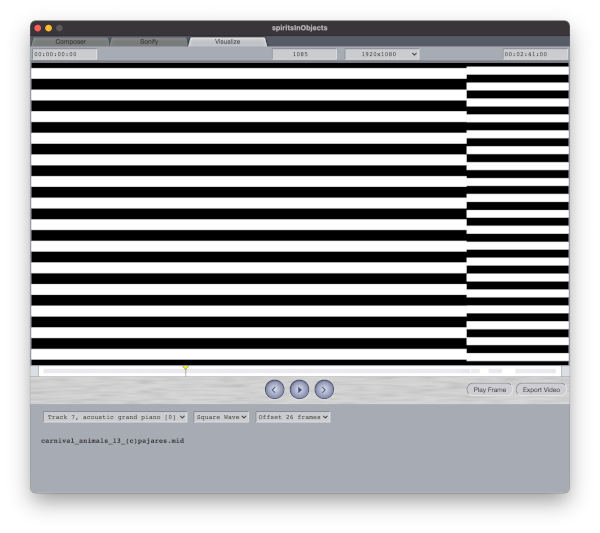 spiritsInObjects
Composer Sonify Visualize
00:00:00:00 1085 1920x1080 00:02:41:00
Play Frame Export Video
Track 7, acoustic grand piano [0] Square Wave Offset 26 frames
carnival_animals_13_(c)pajares.mid